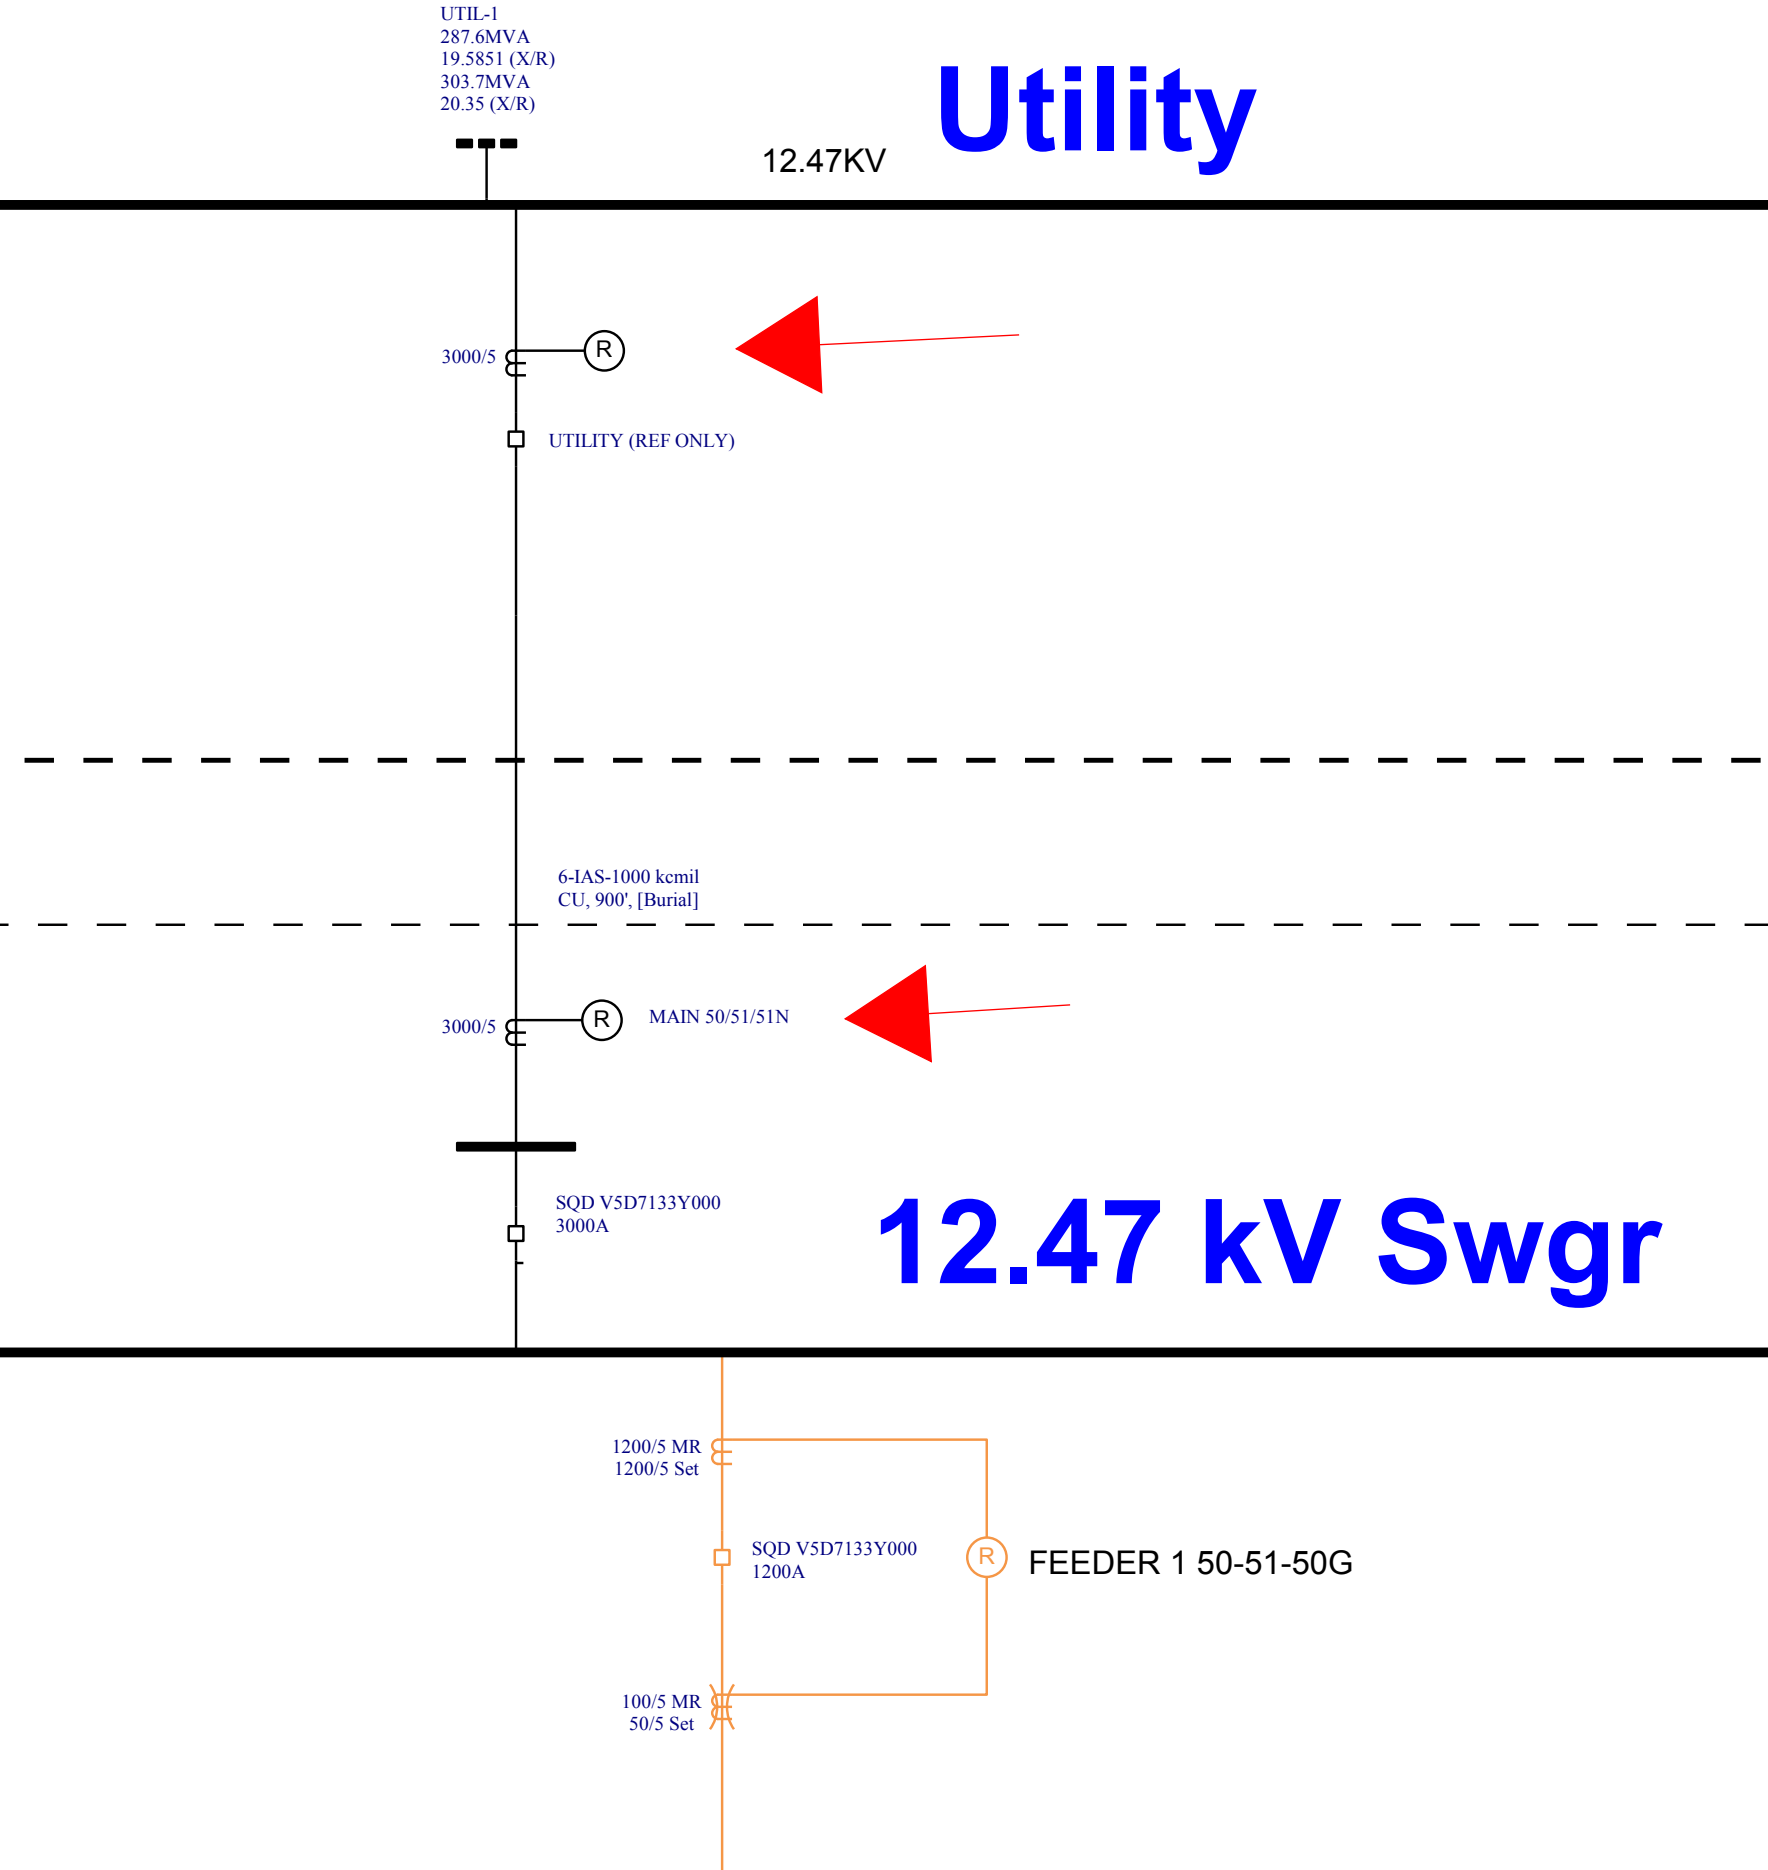 UTIL-1
287.6MVA
19.5851 (X/R)
303.7MVA
20.35 (X/R)
Utility
12.47KV
3000/5
R
UTILITY (REF ONLY)
6-IAS-1000 kcmil
CU, 900', [Burial]
3000/5
R
MAIN 50/51/51N
SQD V5D7133Y000
3000A
12.47 kV Swgr
1200/5 MR
1200/5 Set
SQD V5D7133Y000
1200A
R
FEEDER 1 50-51-50G
100/5 MR
50/5 Set